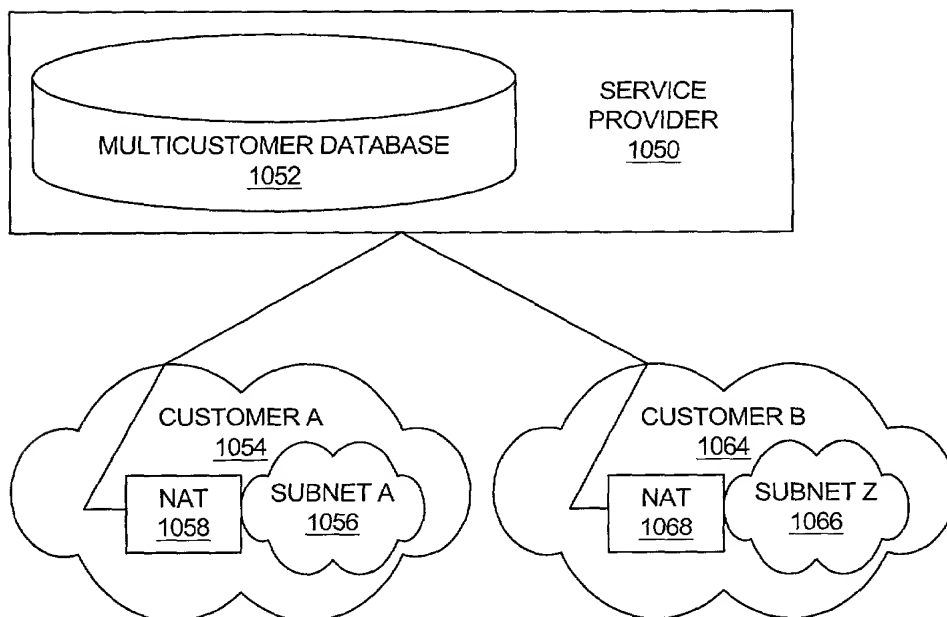 SERVICE
PROVIDER
1050
MULTICUSTOMER DATABASE
1052
CUSTOMER A
1054
NAT
1058
SUBNET A
1056
CUSTOMER B
1064
NAT
1068
SUBNET Z
1066